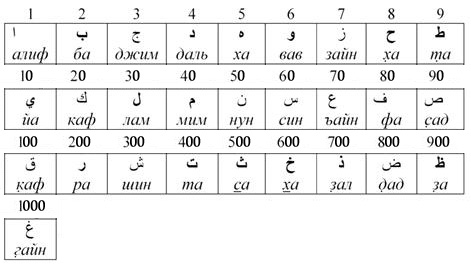 1 2 3 4 5 6 7 8 9
ا ب ج د ه و ز ح ط
алиф ба джим даль ха вав зайн х̣а т̣а
10 20 30 40 50 60 70 80 90
ي ك ل م ن س ع ف ص
йа каф лам мим нун син ъайн фа с̣ад
100 200 300 400 500 600 700 800 900
ق ر ش ت ث خ ذ ض ظ
к̣аф ра шин та с̱а х̱а з̣ал д̣ад з̣а
1000
غ
г̣айн